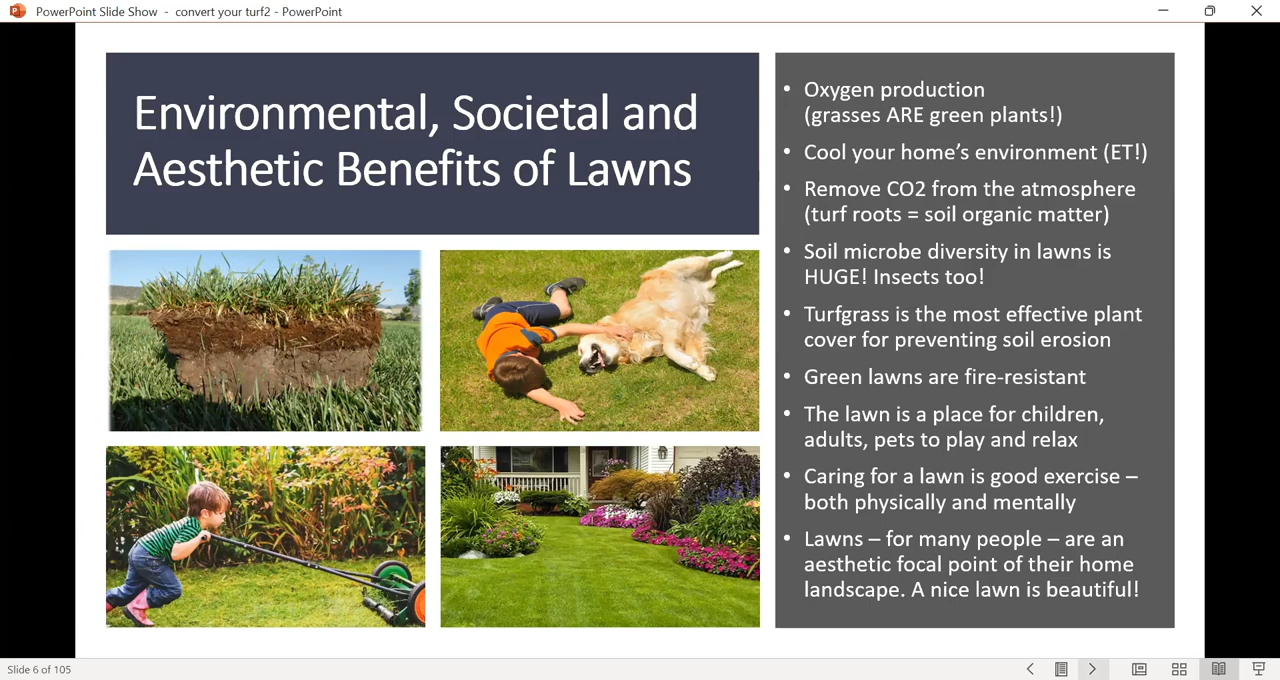 PowerPoint Slide Show - convert your turf2 - PowerPoint
Environmental, Societal and
Aesthetic Benefits of Lawns
• Oxygen production
(grasses ARE green plants!)
• Cool your home's environment (ET!)
• Remove CO2 from the atmosphere
(turf roots = soil organic matter)
• Soil microbe diversity in lawns is
HUGE! Insects too!
• Turfgrass is the most effective plant
cover for preventing soil erosion
• Green lawns are fire-resistant
• The lawn is a place for children,
adults, pets to play and relax
• Caring for a lawn is good exercise –
both physically and mentally
• Lawns – for many people – are an
aesthetic focal point of their home
landscape. A nice lawn is beautiful!
Slide 6 of 105